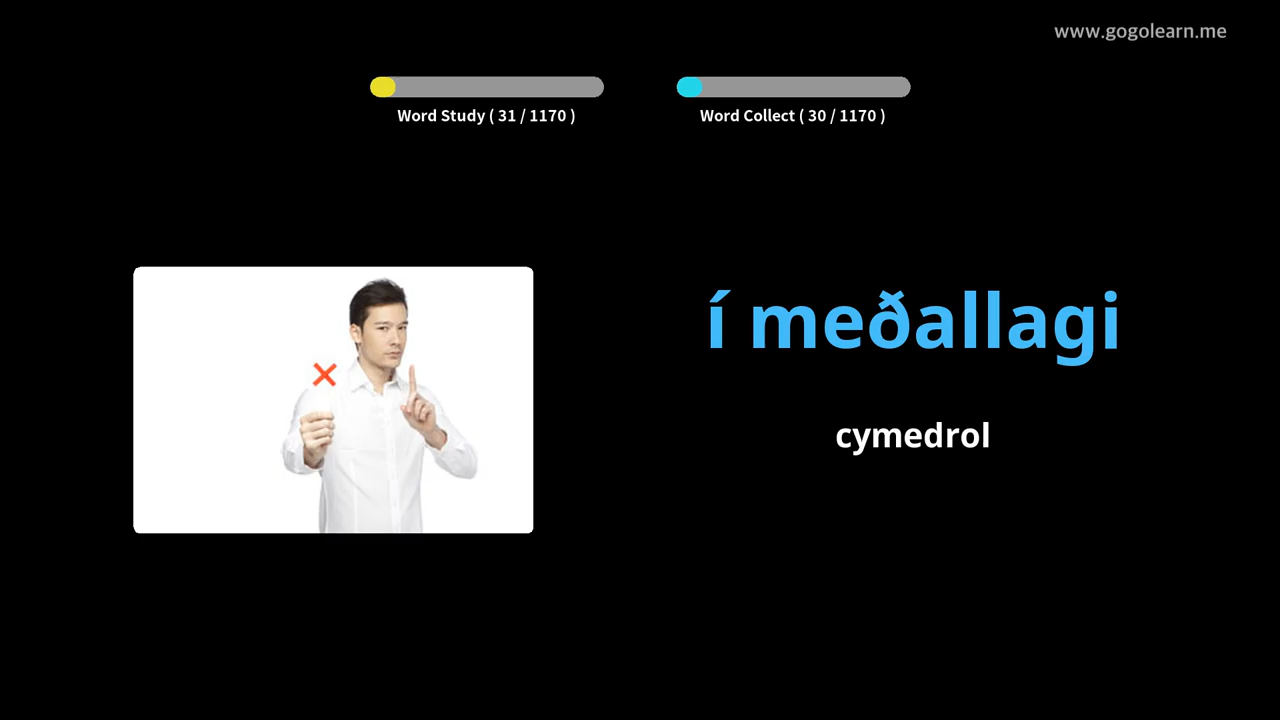 www.gogolearn.me
Word Study ( 31 / 1170 )
Word Collect ( 30 / 1170 )
í meðallagi
cymedrol